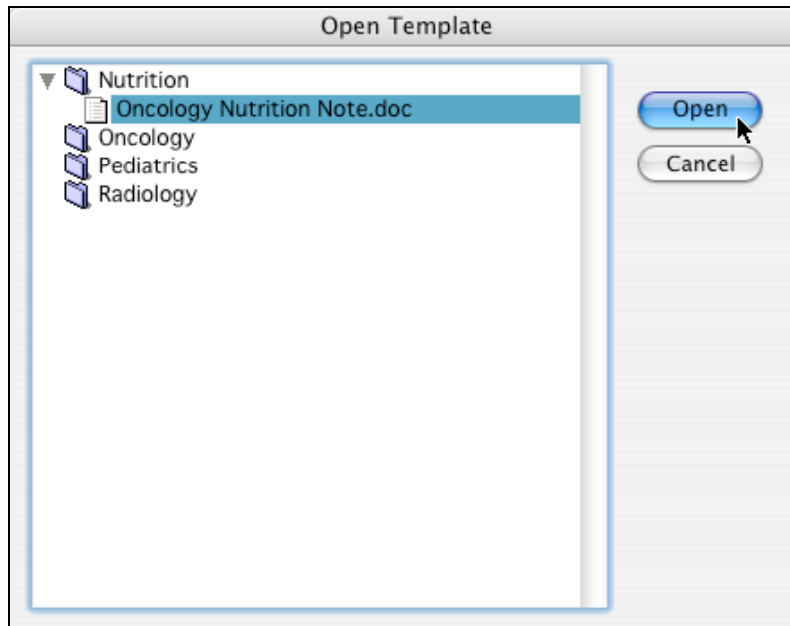 Open Template
Nutrition
Oncology Nutrition Note.doc
Oncology
Pediatrics
Radiology
Open
Cancel